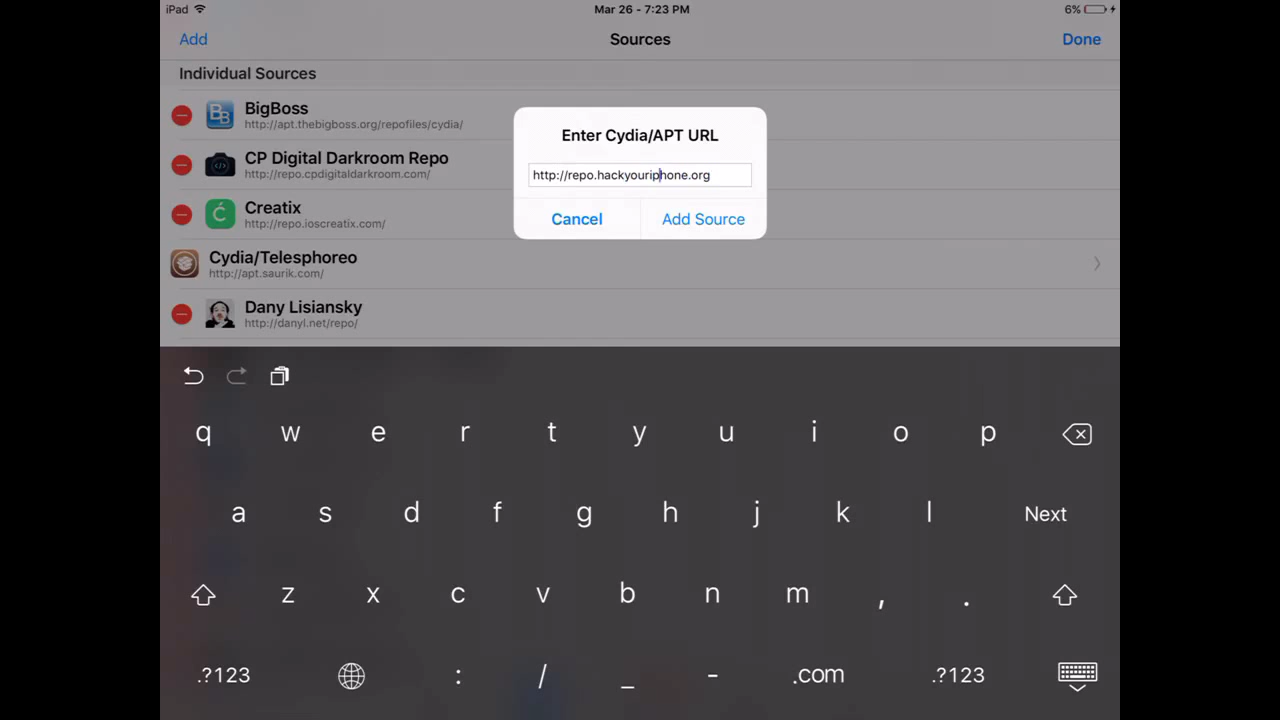 iPad
Mar 26 - 7:23 PM
6%
Add
Sources
Done
Individual Sources
BigBoss
http://apt.thebigboss.org/repofiles/cydia/
CP Digital Darkroom Repo
http://repo.cpdigitaldarkroom.com/
Creatix
http://repo.ioscreatix.com/
Cydia/Telesphoreo
http://apt.saurik.com/
Dany Lisiansky
http://danyl.net/repo/
Enter Cydia/APT URL
http://repo.hackyouriphone.org
Cancel
Add Source
q w e r t y u i o p
a s d f g h j k l Next
z x c v b n m , .
.?123 : / _ - .com .?123